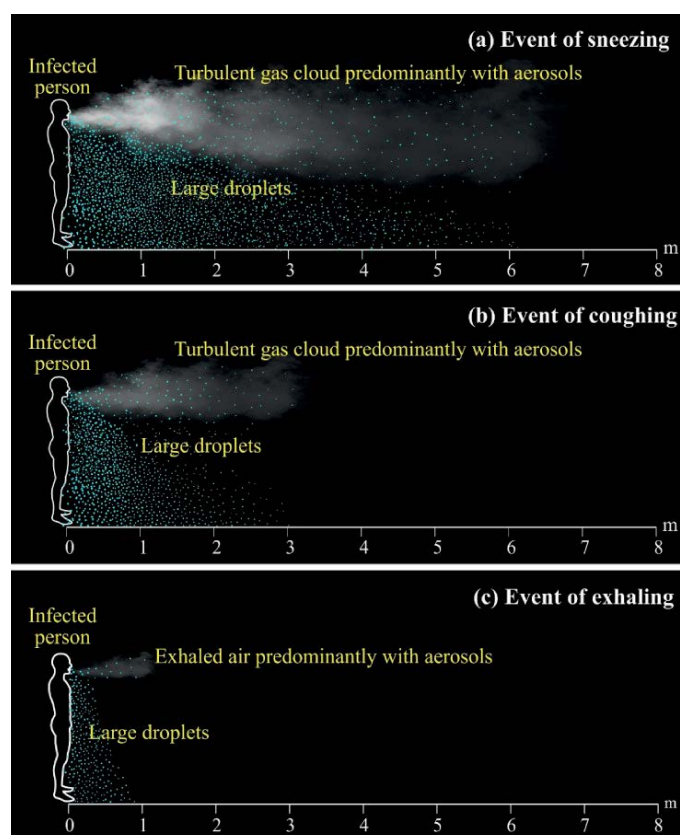 (a) Event of sneezing
Infected
person
Turbulent gas cloud predominantly with aerosols
Large droplets
m
0 1 2 3 4 5 6 7 8
(b) Event of coughing
Infected
person
Turbulent gas cloud predominantly with aerosols
Large droplets
m
0 1 2 3 4 5 6 7 8
(c) Event of exhaling
Infected
person
Exhaled air predominantly with aerosols
Large droplets
m
0 1 2 3 4 5 6 7 8